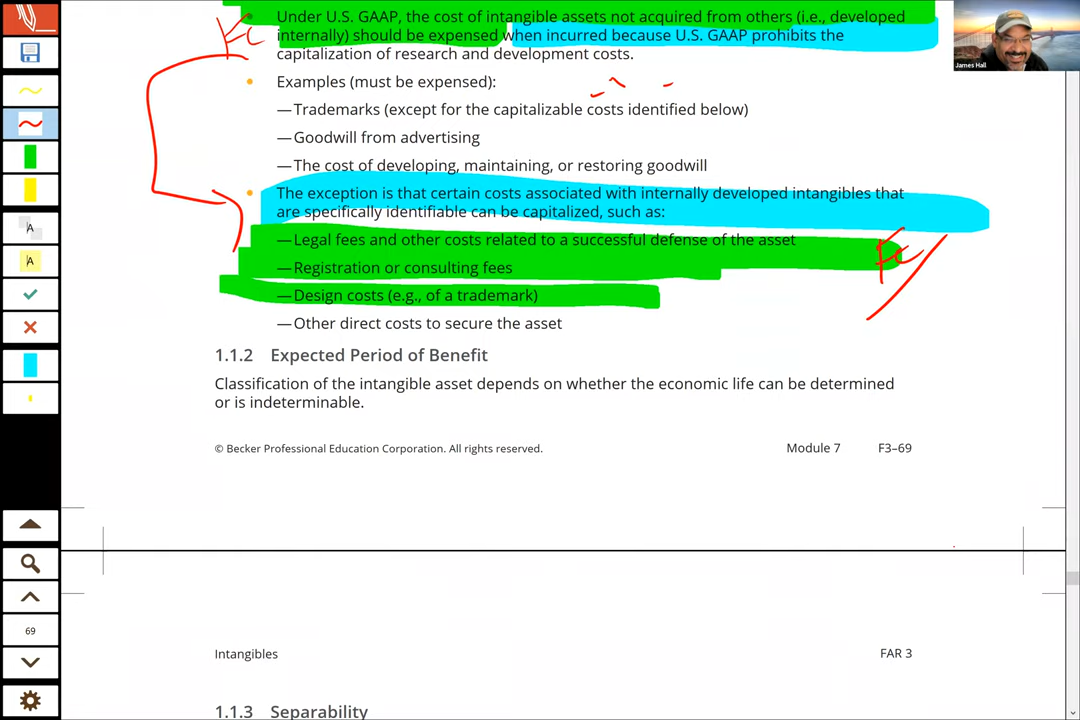 Under U.S. GAAP, the cost of intangible assets not acquired from others (i.e., developed
internally) should be expensed when incurred because U.S. GAAP prohibits the
capitalization of research and development costs.
James Hall
Examples (must be expensed):
—Trademarks (except for the capitalizable costs identified below)
—Goodwill from advertising
—The cost of developing, maintaining, or restoring goodwill
The exception is that certain costs associated with internally developed intangibles that
are specifically identifiable can be capitalized, such as:
—Legal fees and other costs related to a successful defense of the asset
—Registration or consulting fees
—Design costs (e.g., of a trademark)
—Other direct costs to secure the asset
1.1.2 Expected Period of Benefit
Classification of the intangible asset depends on whether the economic life can be determined
or is indeterminable.
© Becker Professional Education Corporation. All rights reserved.
Module 7 F3–69
A
A
69
Intangibles
FAR 3
1.1.3 Separability